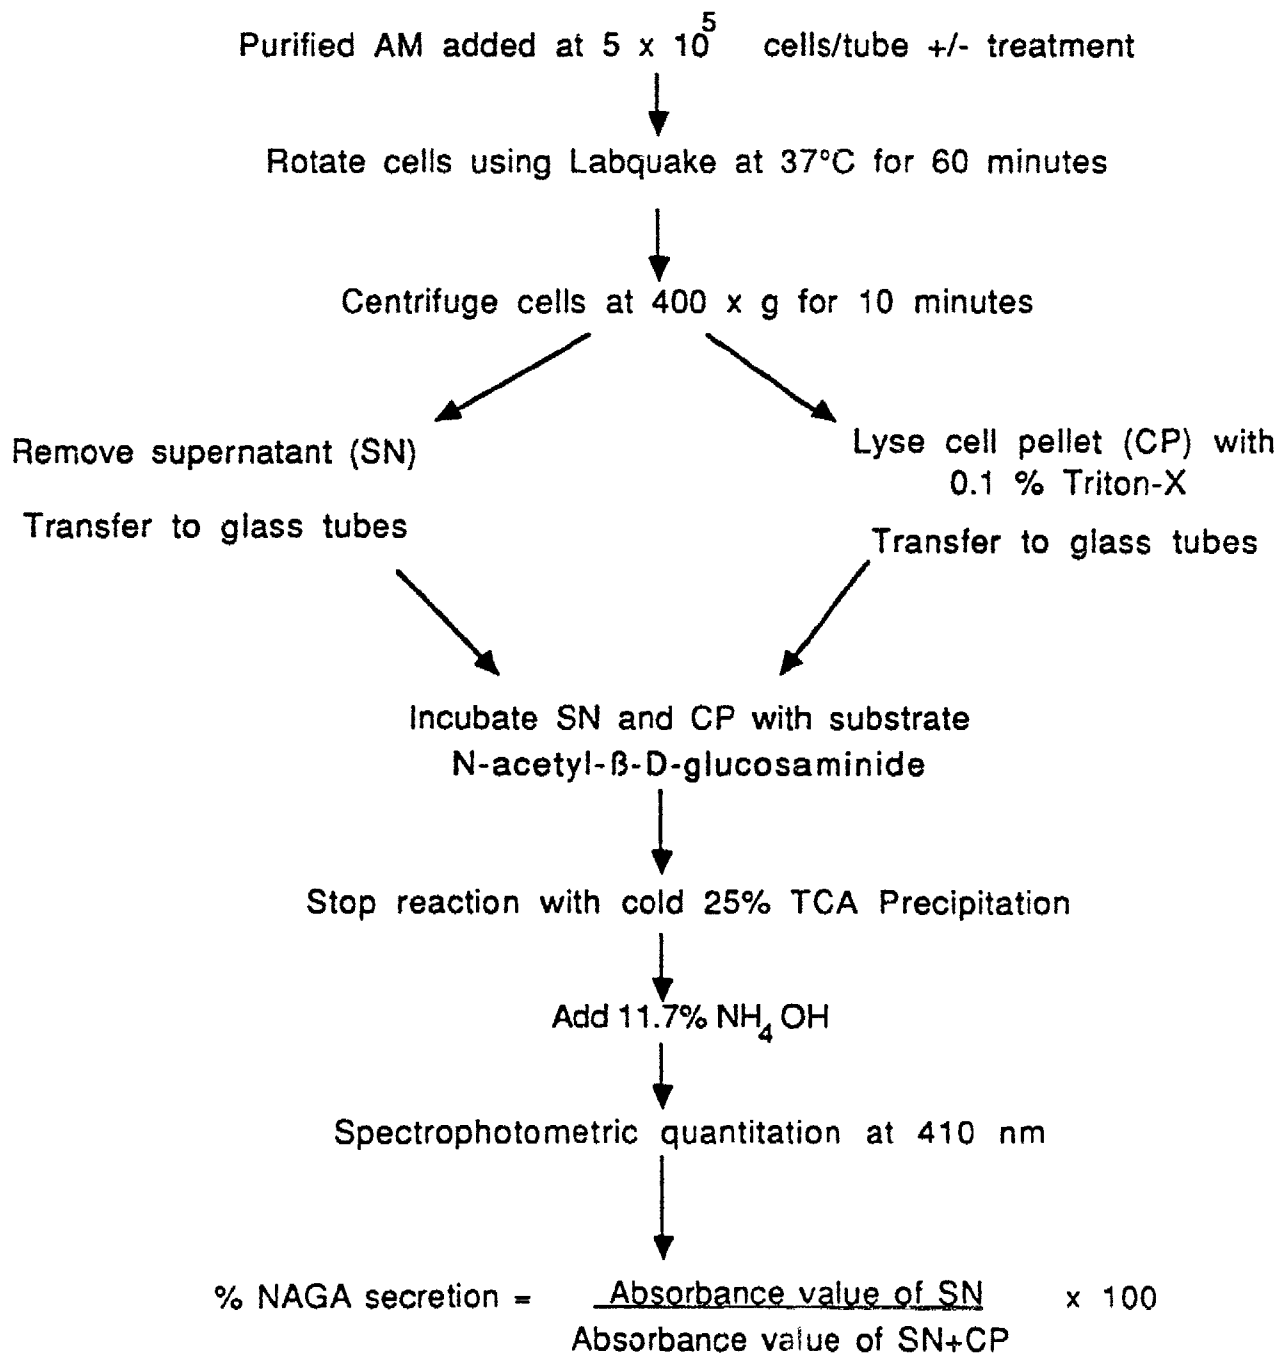 Purified AM added at 5 x 10⁵ cells/tube +/- treatment
Rotate cells using Labquake at 37°C for 60 minutes
Centrifuge cells at 400 x g for 10 minutes
Remove supernatant (SN)
Transfer to glass tubes
Lyse cell pellet (CP) with
0.1 % Triton-X
Transfer to glass tubes
Incubate SN and CP with substrate
N-acetyl-ß-D-glucosaminide
Stop reaction with cold 25% TCA Precipitation
Add 11.7% NH₄ OH
Spectrophotometric quantitation at 410 nm
% NAGA secretion = Absorbance value of SN x 100
Absorbance value of SN+CP